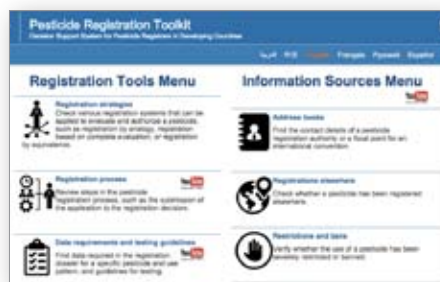 Pesticide Registration Toolkit
Decision Support System for Pesticide Registrars in Developing Countries
Français Русский Español
Registration Tools Menu
Registration strategies
Check various registration systems that can be
applied to evaluate and authorize a pesticide,
such as registration by analogy, registration
based on complete evaluation, or registration
by equivalence.
Registration process
Review steps in the pesticide
registration process, such as the submission of
the application to the registration decision.
Data requirements and testing guidelines
Find data required in the registration
dossier for a specific pesticide and use
pattern, and guidelines for testing.
Information Sources Menu
Address books
Find the contact details of a pesticide
registration authority or a focal point for an
international convention.
Registrations elsewhere
Check whether a pesticide has been registered
elsewhere.
Restrictions and bans
Verify whether the use of a pesticide has been
severely restricted or banned.